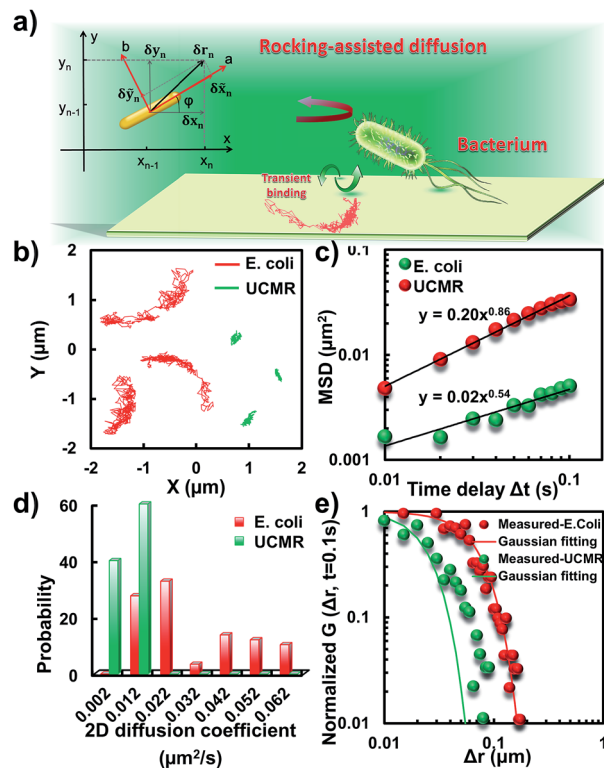 a)
y
b
δyₙ
δrₙ
a
Rocking-assisted diffusion
yₙ
δỹₙ
δx̃ₙ
yₙ₋₁
φ
δxₙ
x
xₙ₋₁
xₙ
Bacterium
Transient
binding
b)
E. coli
UCMR
2
1
0
-1
-2
-2
-1
0
1
2
Y (μm)
X (μm)
c)
0.1
E. coli
UCMR
y = 0.20x^0.86
0.01
y = 0.02x^0.54
0.001
0.01
0.1
MSD (μm²)
Time delay Δt (s)
d)
60
E. coli
UCMR
40
20
0
Probability
0.002
0.012
0.022
0.032
0.042
0.052
0.062
2D diffusion coefficient
(μm²/s)
e)
1
Measured-E.Coli
Gaussian fitting
Measured-UCMR
Gaussian fitting
0.1
0.01
0.01
0.1
1
Normalized G (Δr, t=0.1s)
Δr (μm)